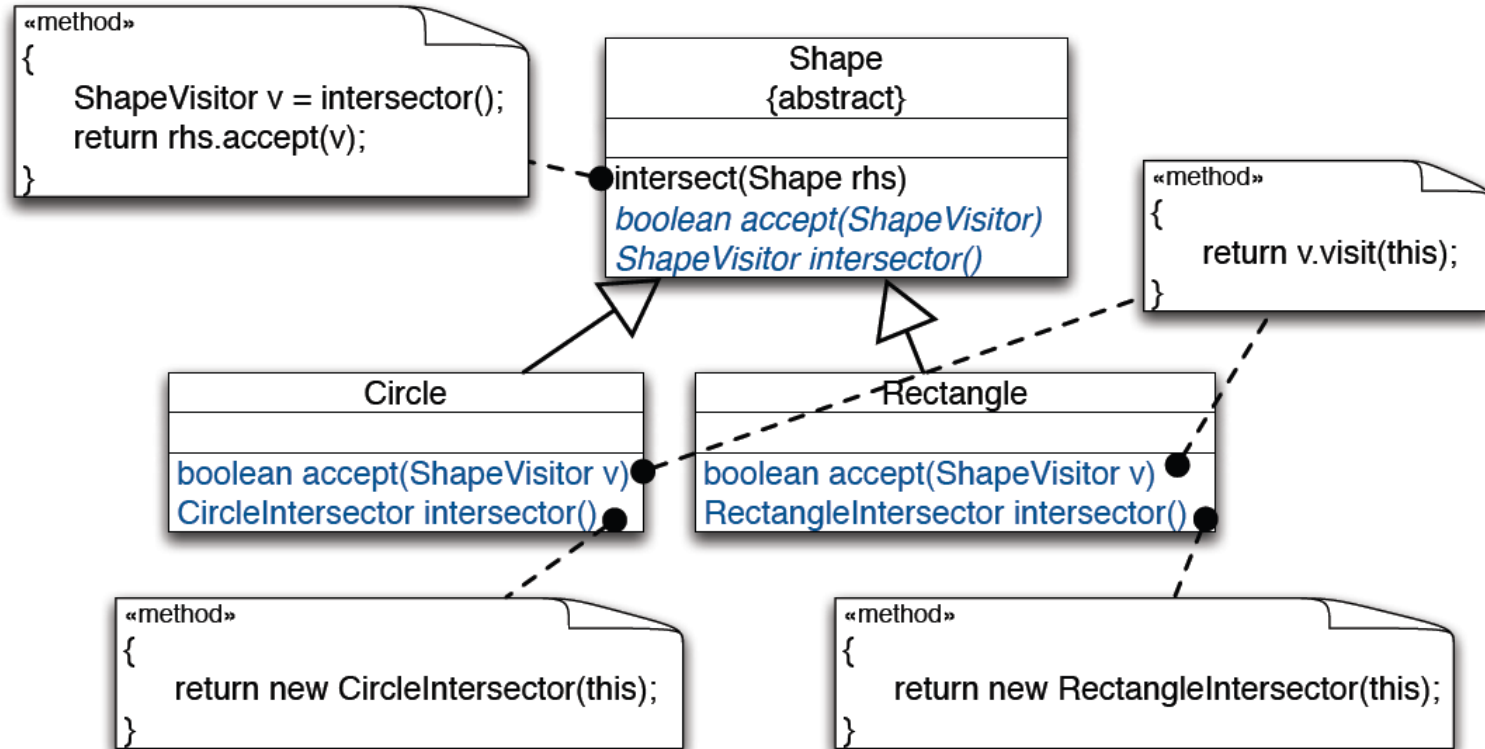 «method»
{
ShapeVisitor v = intersector();
return rhs.accept(v);
}
Shape
{abstract}
intersect(Shape rhs)
boolean accept(ShapeVisitor)
ShapeVisitor intersector()
«method»
{
return v.visit(this);
}
Circle
boolean accept(ShapeVisitor v)
CircleIntersector intersector()
Rectangle
boolean accept(ShapeVisitor v)
RectangleIntersector intersector()
«method»
{
return new CircleIntersector(this);
}
«method»
{
return new RectangleIntersector(this);
}